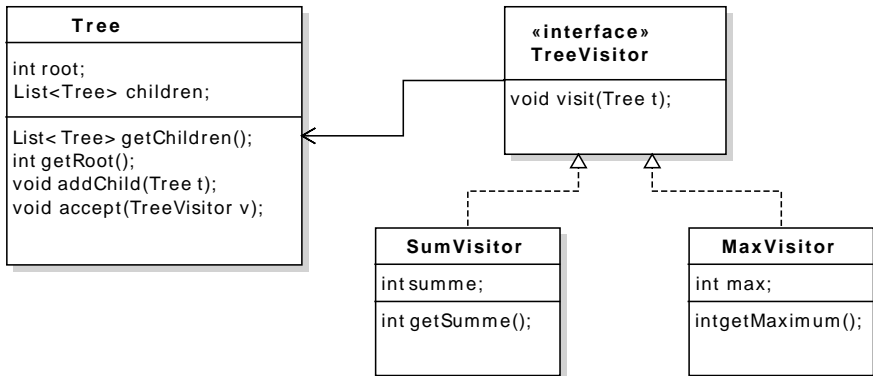 Tree
int root;
List<Tree> children;
List< Tree> getChildren();
int getRoot();
void addChild(Tree t);
void accept(TreeVisitor v);
«interface»
TreeVisitor
void visit(Tree t);
SumVisitor
int summe;
int getSumme();
MaxVisitor
int max;
intgetMaximum();